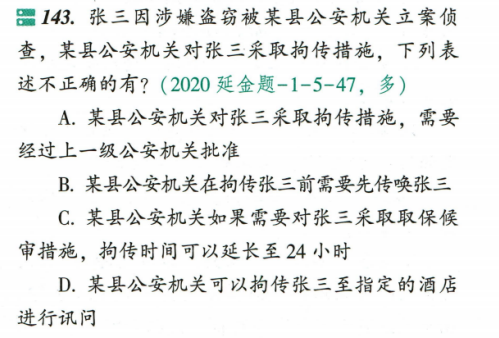 143. 张三因涉嫌盗窃被某县公安机关立案侦
查，某县公安机关对张三采取拘传措施，下列表
述不正确的有？（2020 延金题-1-5-47，多）
A. 某县公安机关对张三采取拘传措施，需要
经过上一级公安机关批准
B. 某县公安机关在拘传张三前需要先传唤张三
C. 某县公安机关如果需要对张三采取取保候
审措施，拘传时间可以延长至 24 小时
D. 某县公安机关可以拘传张三至指定的酒店
进行讯问